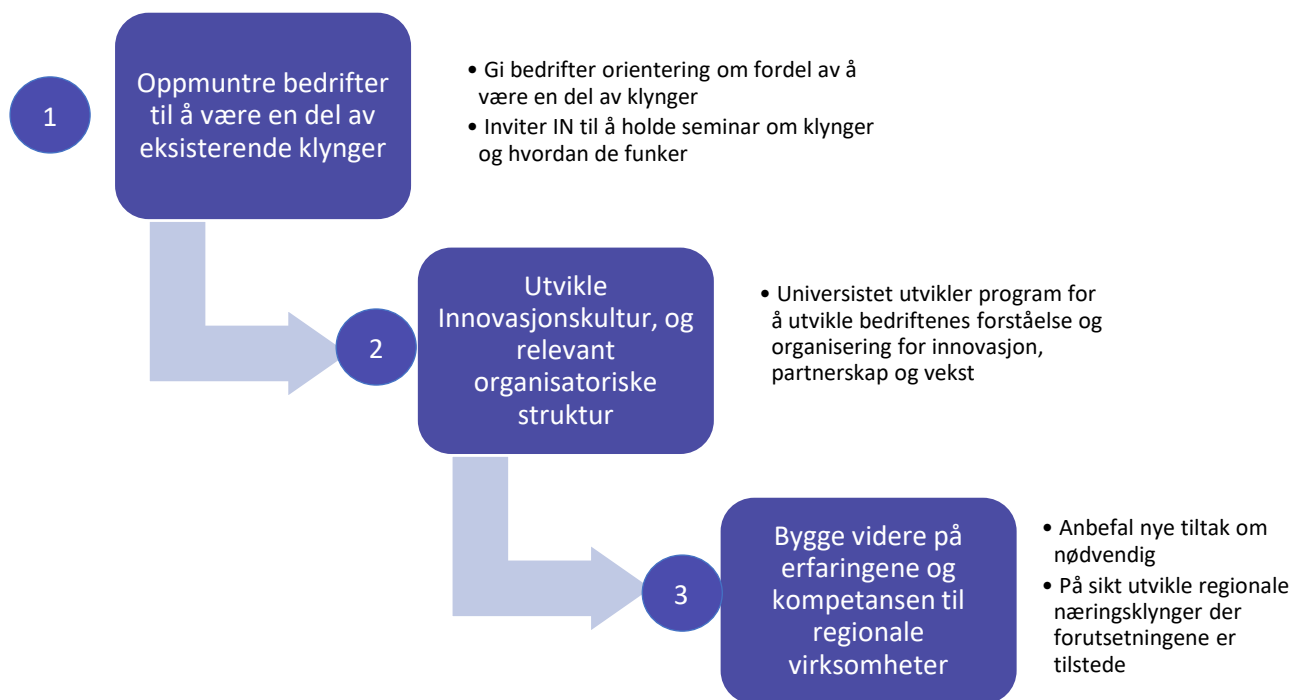 1
Oppmuntre bedrifter
til å være en del av
eksisterende klynger
• Gi bedrifter orientering om fordel av å
være en del av klynger
• Inviter IN til å holde seminar om klynger
og hvordan de funker
2
Utvikle
Innovasjonskultur, og
relevant
organisatoriske
struktur
• Universistet utvikler program for
å utvikle bedriftenes forståelse og
organisering for innovasjon,
partnerskap og vekst
3
Bygge videre på
erfaringene og
kompetansen til
regionale
virksomheter
• Anbefal nye tiltak om
nødvendig
• På sikt utvikle regionale
næringsklynger der
forutsetningene er
tilstede